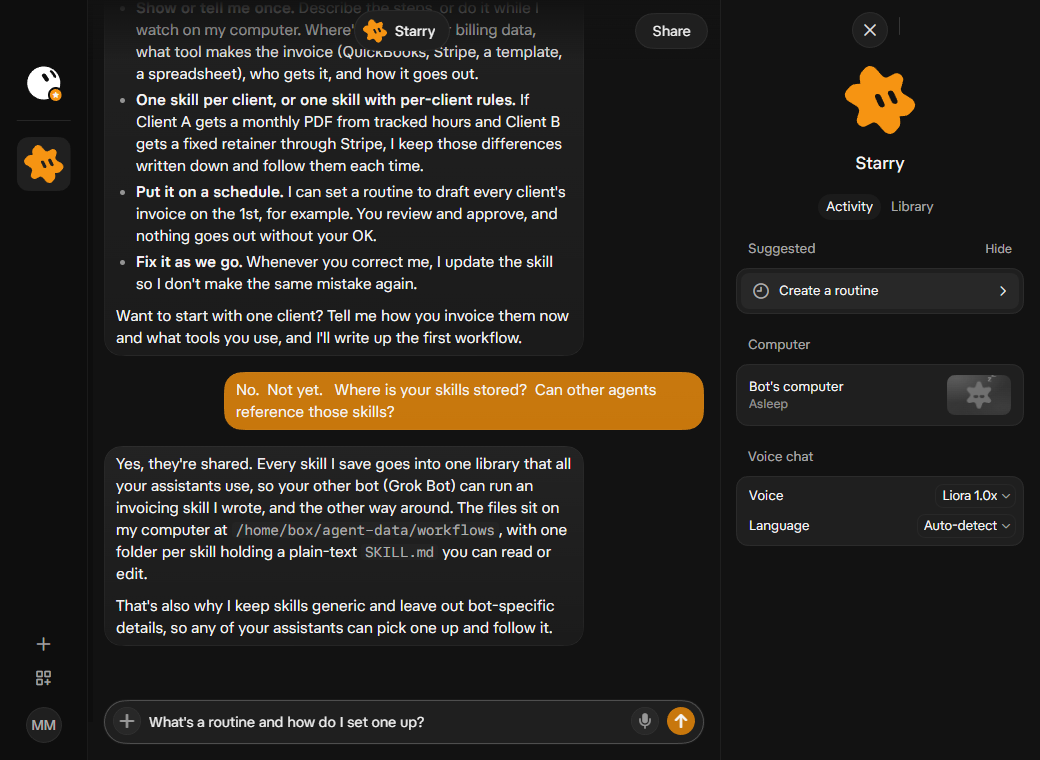 Show or tell me once. Describe the steps, or do it while I
watch on my computer. Where' billing data,
what tool makes the invoice (QuickBooks, Stripe, a template,
a spreadsheet), who gets it, and how it goes out.
One skill per client, or one skill with per-client rules. If
Client A gets a monthly PDF from tracked hours and Client B
gets a fixed retainer through Stripe, I keep those differences
written down and follow them each time.
Put it on a schedule. I can set a routine to draft every client's
invoice on the 1st, for example. You review and approve, and
nothing goes out without your OK.
Fix it as we go. Whenever you correct me, I update the skill
so I don't make the same mistake again.
Want to start with one client? Tell me how you invoice them now
and what tools you use, and I'll write up the first workflow.
Starry
Share
No.  Not yet.   Where is your skills stored?  Can other agents
reference those skills?
Yes, they're shared. Every skill I save goes into one library that all
your assistants use, so your other bot (Grok Bot) can run an
invoicing skill I wrote, and the other way around. The files sit on
my computer at /home/box/agent-data/workflows, with one
folder per skill holding a plain-text SKILL.md you can read or
edit.
That's also why I keep skills generic and leave out bot-specific
details, so any of your assistants can pick one up and follow it.
What's a routine and how do I set one up?
MM
Starry
Activity
Library
Suggested
Hide
Create a routine
Computer
Bot's computer
Asleep
Voice chat
Voice
Liora 1.0x
Language
Auto-detect